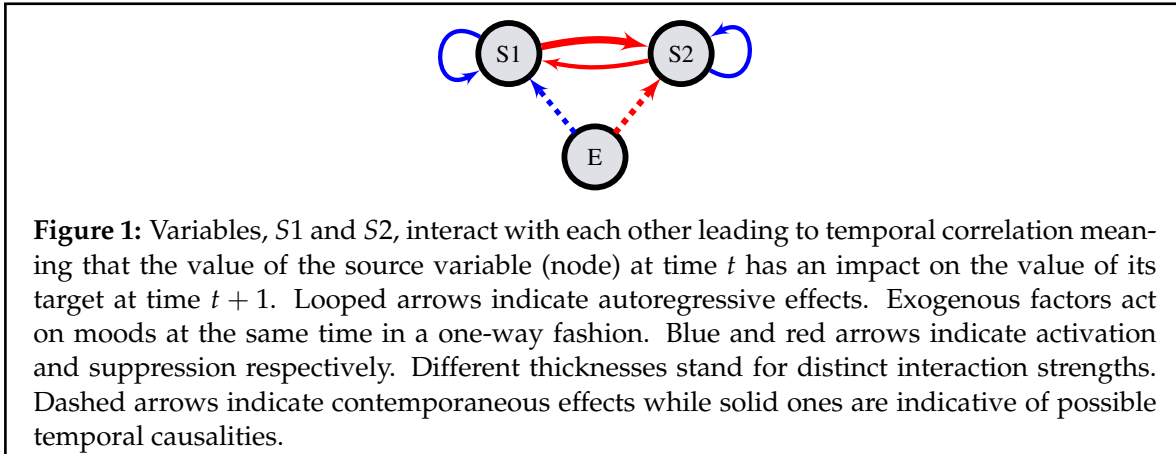 S1 S2
E
Figure 1: Variables, S1 and S2, interact with each other leading to temporal correlation mean-
ing that the value of the source variable (node) at time t has an impact on the value of its
target at time t + 1. Looped arrows indicate autoregressive effects. Exogenous factors act
on moods at the same time in a one-way fashion. Blue and red arrows indicate activation
and suppression respectively. Different thicknesses stand for distinct interaction strengths.
Dashed arrows indicate contemporaneous effects while solid ones are indicative of possible
temporal causalities.